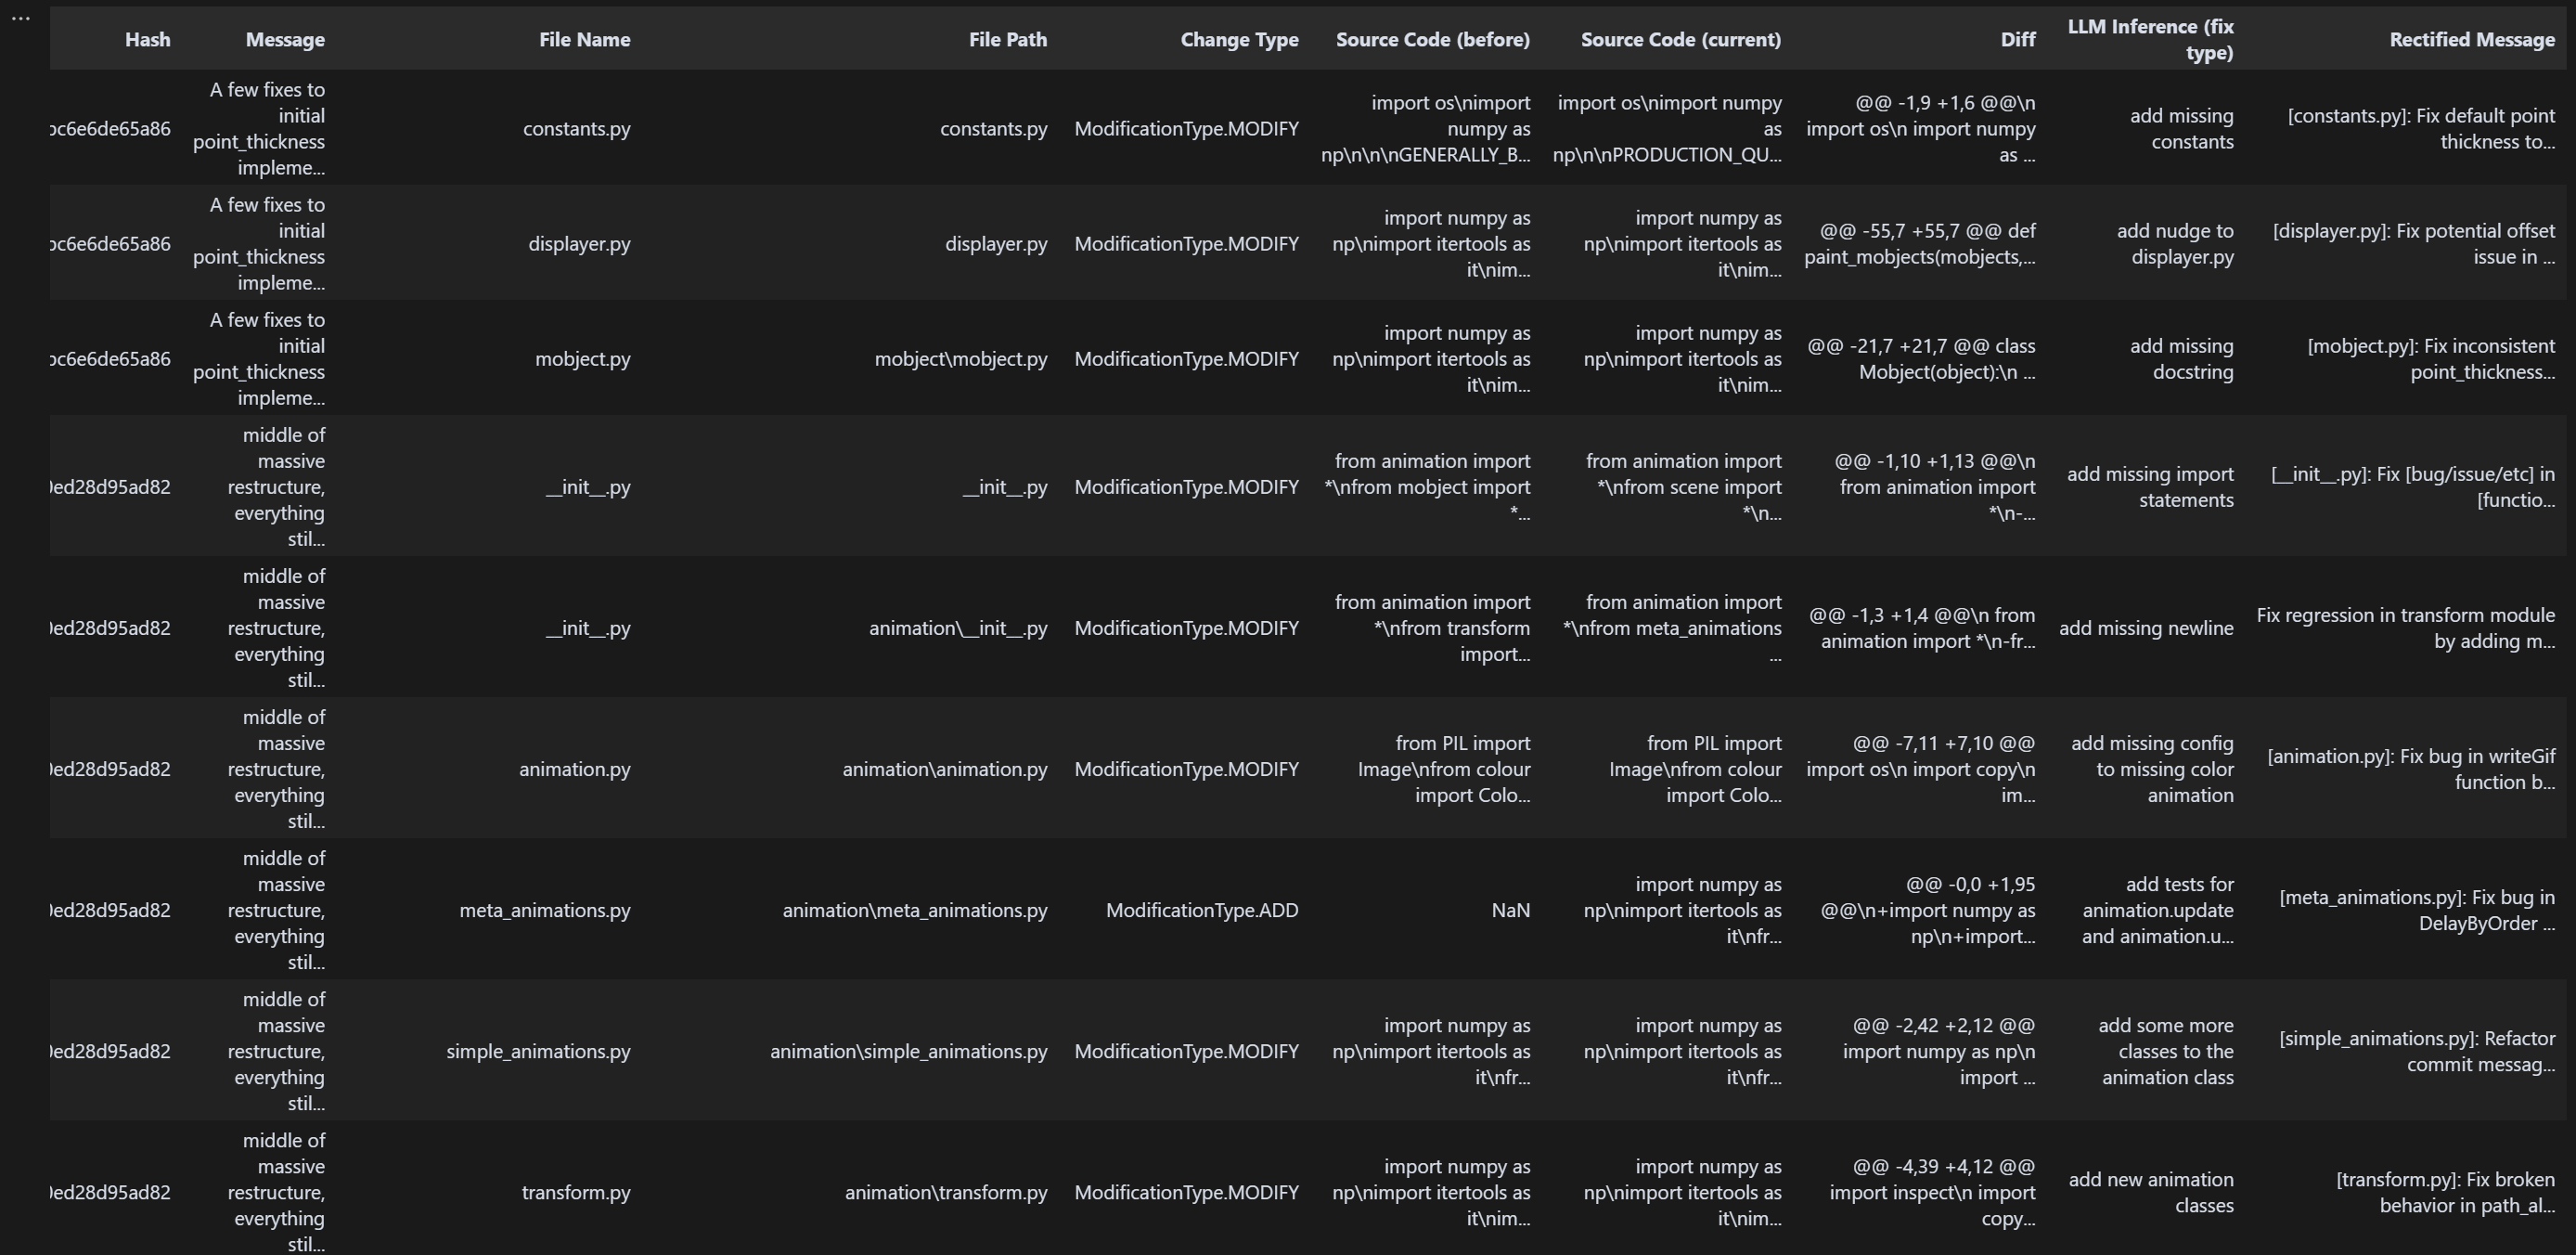 ...
Hash Message File Name File Path Change Type Source Code (before) Source Code (current) Diff LLM Inference (fix type) Rectified Message
oc6e6de65a86
A few fixes to
initial
point_thickness
impleme...
constants.py
constants.py
ModificationType.MODIFY
import os\nimport
numpy as
np\n\n\nGENERALLY_B...
import os\nimport numpy
as
np\n\nPRODUCTION_QU...
@@ -1,9 +1,6 @@\n
import os\n import numpy
as ...
add missing
constants
[constants.py]: Fix default point
thickness to...
oc6e6de65a86
A few fixes to
initial
point_thickness
impleme...
displayer.py
displayer.py
ModificationType.MODIFY
import numpy as
np\nimport itertools as
it\nim...
import numpy as
np\nimport itertools as
it\nim...
@@ -55,7 +55,7 @@ def
paint_mobjects(mobjects,...
add nudge to
displayer.py
[displayer.py]: Fix potential offset
issue in ...
oc6e6de65a86
A few fixes to
initial
point_thickness
impleme...
mobject.py
mobject\mobject.py
ModificationType.MODIFY
import numpy as
np\nimport itertools as
it\nim...
import numpy as
np\nimport itertools as
it\nim...
@@ -21,7 +21,7 @@ class
Mobject(object):\n ...
add missing
docstring
[mobject.py]: Fix inconsistent
point_thickness...
0ed28d95ad82
middle of
massive
restructure,
everything
stil...
__init__.py
__init__.py
ModificationType.MODIFY
from animation import
*\nfrom mobject import
*...
from animation import
*\nfrom scene import
*\n...
@@ -1,10 +1,13 @@\n
from animation import
*\n-...
add missing import
statements
[__init__.py]: Fix [bug/issue/etc] in
[functio...
0ed28d95ad82
middle of
massive
restructure,
everything
stil...
__init__.py
animation\__init__.py
ModificationType.MODIFY
from animation import
*\nfrom transform
import...
from animation import
*\nfrom meta_animations
...
@@ -1,3 +1,4 @@\n from
animation import *\n-fr...
add missing newline
Fix regression in transform module
by adding m...
0ed28d95ad82
middle of
massive
restructure,
everything
stil...
animation.py
animation\animation.py
ModificationType.MODIFY
from PIL import
Image\nfrom colour
import Colo...
from PIL import
Image\nfrom colour
import Colo...
@@ -7,11 +7,10 @@
import os\n import copy\n
im...
add missing config
to missing color
animation
[animation.py]: Fix bug in writeGif
function b...
0ed28d95ad82
middle of
massive
restructure,
everything
stil...
meta_animations.py
animation\meta_animations.py
ModificationType.ADD
NaN
import numpy as
np\nimport itertools as
it\nfr...
@@ -0,0 +1,95
@@\n+import numpy as
np\n+import...
add tests for
animation.update
and animation.u...
[meta_animations.py]: Fix bug in
DelayByOrder ...
0ed28d95ad82
middle of
massive
restructure,
everything
stil...
simple_animations.py
animation\simple_animations.py
ModificationType.MODIFY
import numpy as
np\nimport itertools as
it\nfr...
import numpy as
np\nimport itertools as
it\nfr...
@@ -2,42 +2,12 @@
import numpy as np\n
import ...
add some more
classes to the
animation class
[simple_animations.py]: Refactor
commit messag...
0ed28d95ad82
middle of
massive
restructure,
everything
stil...
transform.py
animation\transform.py
ModificationType.MODIFY
import numpy as
np\nimport itertools as
it\nim...
import numpy as
np\nimport itertools as
it\nim...
@@ -4,39 +4,12 @@
import inspect\n import
copy...
add new animation
classes
[transform.py]: Fix broken
behavior in path_al...